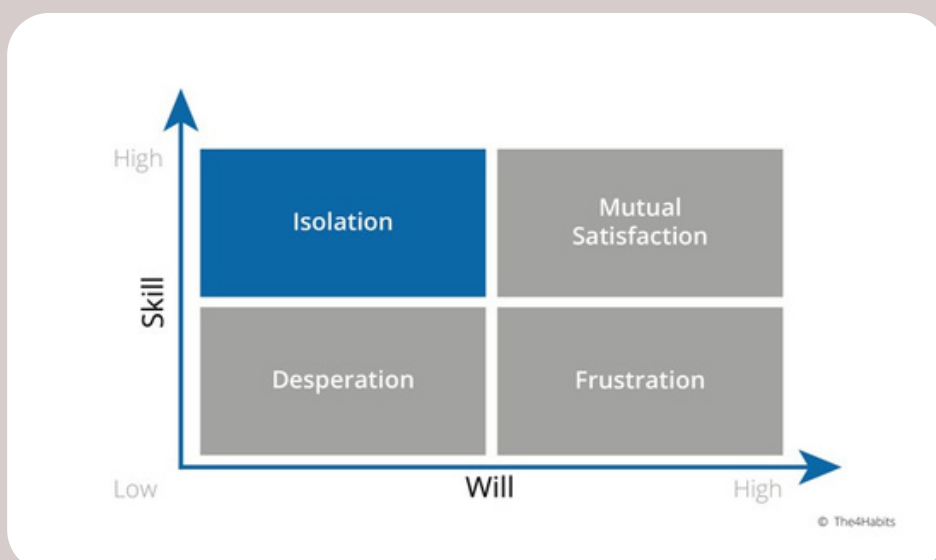 High
Isolation
Mutual
Satisfaction
Skill
Desperation
Frustration
Low
Will
High
© The4Habits